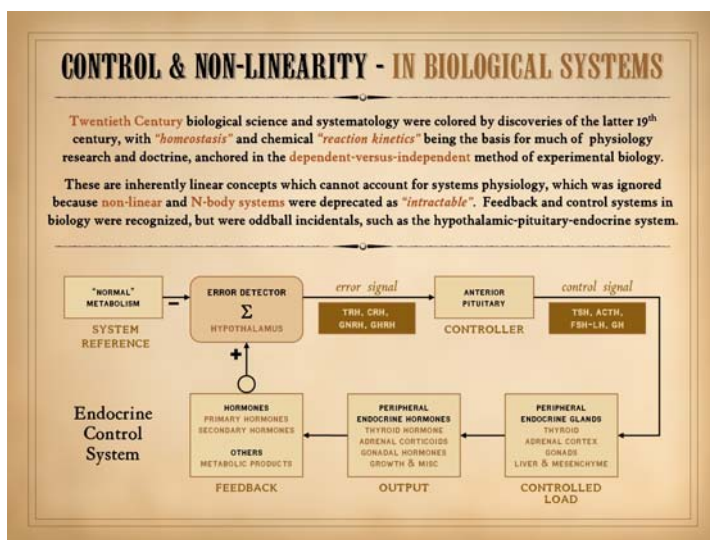 CONTROL & NON-LINEARITY - IN BIOLOGICAL SYSTEMS
Twentieth Century biological science and systematology were colored by discoveries of the latter 19th
century, with "homeostasis" and chemical "reaction kinetics" being the basis for much of physiology
research and doctrine, anchored in the dependent-versus-independent method of experimental biology.
These are inherently linear concepts which cannot account for systems physiology, which was ignored
because non-linear and N-body systems were deprecated as "intractable". Feedback and control systems in
biology were recognized, but were oddball incidentals, such as the hypothalamic-pituitary-endocrine system.
"NORMAL"
METABOLISM
SYSTEM
REFERENCE
−
ERROR DETECTOR
Σ
HYPOTHALAMUS
+
error signal
TRH, CRH,
GNRH, GHRH
ANTERIOR
PITUITARY
CONTROLLER
control signal
TSH, ACTH,
FSH-LH, GH
Endocrine
Control
System
HORMONES
PRIMARY HORMONES
SECONDARY HORMONES
OTHERS
METABOLIC PRODUCTS
FEEDBACK
PERIPHERAL
ENDOCRINE HORMONES
THYROID HORMONE
ADRENAL CORTICOIDS
GONADAL HORMONES
GROWTH & MISC
OUTPUT
PERIPHERAL
ENDOCRINE GLANDS
THYROID
ADRENAL CORTEX
GONADS
LIVER & MESENCHYME
CONTROLLED
LOAD